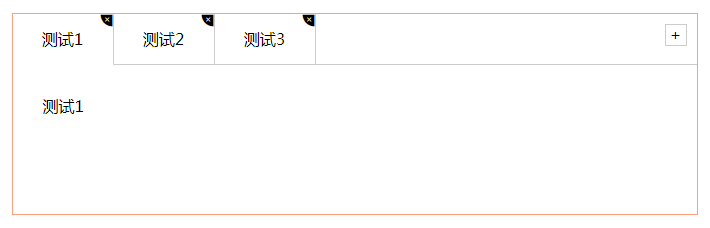 × × ×
测试1 测试2 测试3 +
测试1